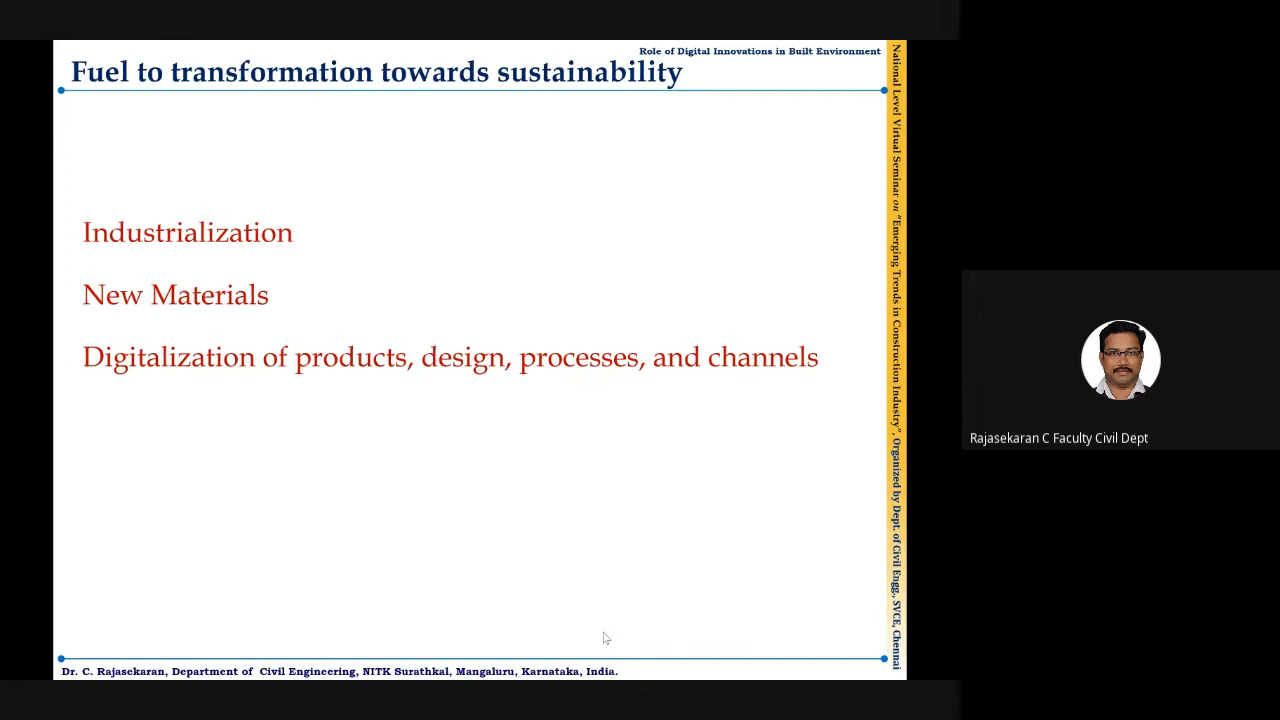 Role of Digital Innovations in Built Environment
Fuel to transformation towards sustainability
Industrialization
New Materials
Digitalization of products, design, processes, and channels
Dr. C. Rajasekaran, Department of Civil Engineering, NITK Surathkal, Mangaluru, Karnataka, India.
National Level Virtual Seminar on "Emerging Trends in Construction Industry", Organized by Dept. of Civil Engg., SVCE, Chennai
Rajasekaran C Faculty Civil Dept